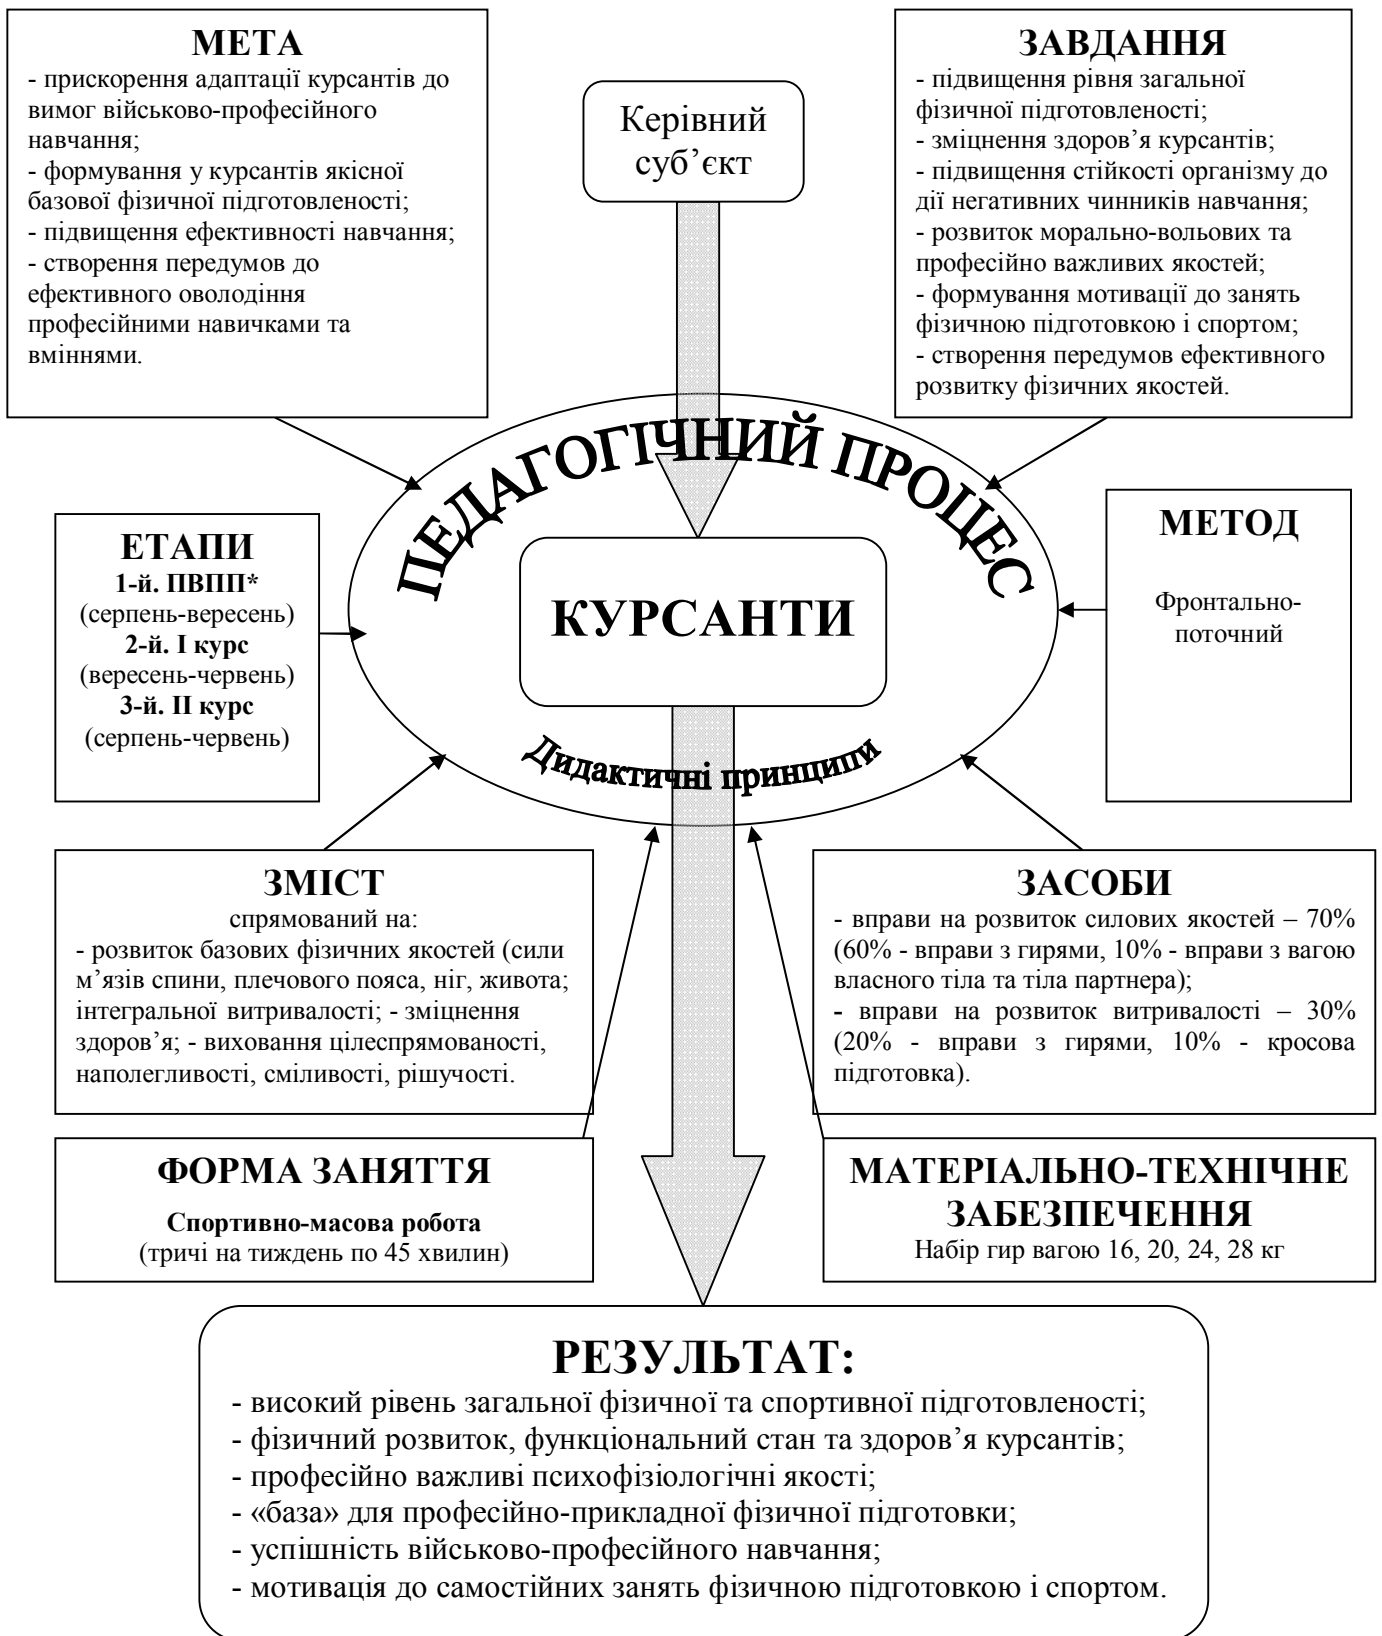 МЕТА
- прискорення адаптації курсантів до
вимог військово-професійного
навчання;
- формування у курсантів якісної
базової фізичної підготовленості;
- підвищення ефективності навчання;
- створення передумов до
ефективного оволодіння
професійними навичками та
вміннями.
Керівний
суб’єкт
ЗАВДАННЯ
- підвищення рівня загальної
фізичної підготовленості;
- зміцнення здоров’я курсантів;
- підвищення стійкості організму до
дії негативних чинників навчання;
- розвиток морально-вольових та
професійно важливих якостей;
- формування мотивації до занять
фізичною підготовкою і спортом;
- створення передумов ефективного
розвитку фізичних якостей.
ПЕДАГОГІЧНИЙ ПРОЦЕС
ЕТАПИ
1-й. ПВПП*
(серпень-вересень)
2-й. І курс
(вересень-червень)
3-й. ІІ курс
(серпень-червень)
КУРСАНТИ
МЕТОД
Фронтально-
поточний
Дидактичні принципи
ЗМІСТ
спрямований на:
- розвиток базових фізичних якостей (сили
м’язів спини, плечового пояса, ніг, живота;
інтегральної витривалості; - зміцнення
здоров’я; - виховання цілеспрямованості,
наполегливості, сміливості, рішучості.
ЗАСОБИ
- вправи на розвиток силових якостей – 70%
(60% - вправи з гирями, 10% - вправи з вагою
власного тіла та тіла партнера);
- вправи на розвиток витривалості – 30%
(20% - вправи з гирями, 10% - кросова
підготовка).
ФОРМА ЗАНЯТТЯ
Спортивно-масова робота
(тричі на тиждень по 45 хвилин)
МАТЕРІАЛЬНО-ТЕХНІЧНЕ
ЗАБЕЗПЕЧЕННЯ
Набір гир вагою 16, 20, 24, 28 кг
РЕЗУЛЬТАТ:
- високий рівень загальної фізичної та спортивної підготовленості;
- фізичний розвиток, функціональний стан та здоров’я курсантів;
- професійно важливі психофізіологічні якості;
- «база» для професійно-прикладної фізичної підготовки;
- успішність військово-професійного навчання;
- мотивація до самостійних занять фізичною підготовкою і спортом.